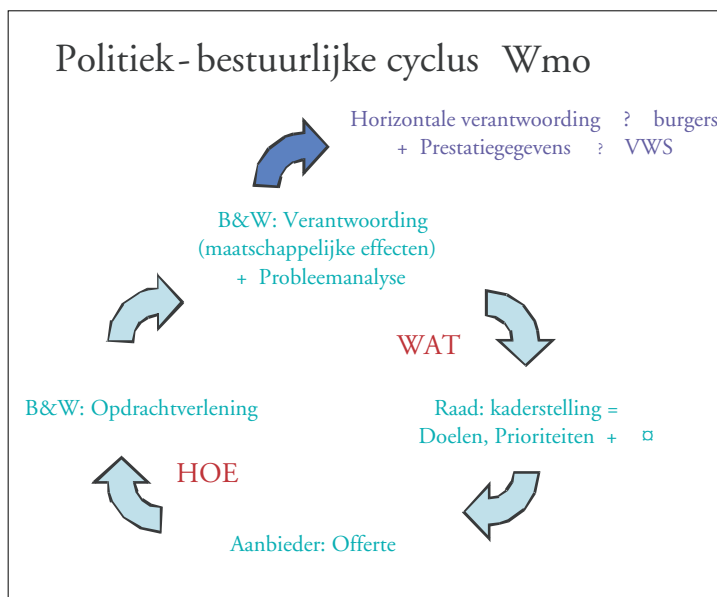 Politiek-bestuurlijke cyclus Wmo
Horizontale verantwoording ? burgers
+ Prestatiegegevens ? VWS
B&W: Verantwoording
(maatschappelijke effecten)
+ Probleemanalyse
WAT
B&W: Opdrachtverlening
Raad: kaderstelling =
Doelen, Prioriteiten + ¤
HOE
Aanbieder: Offerte